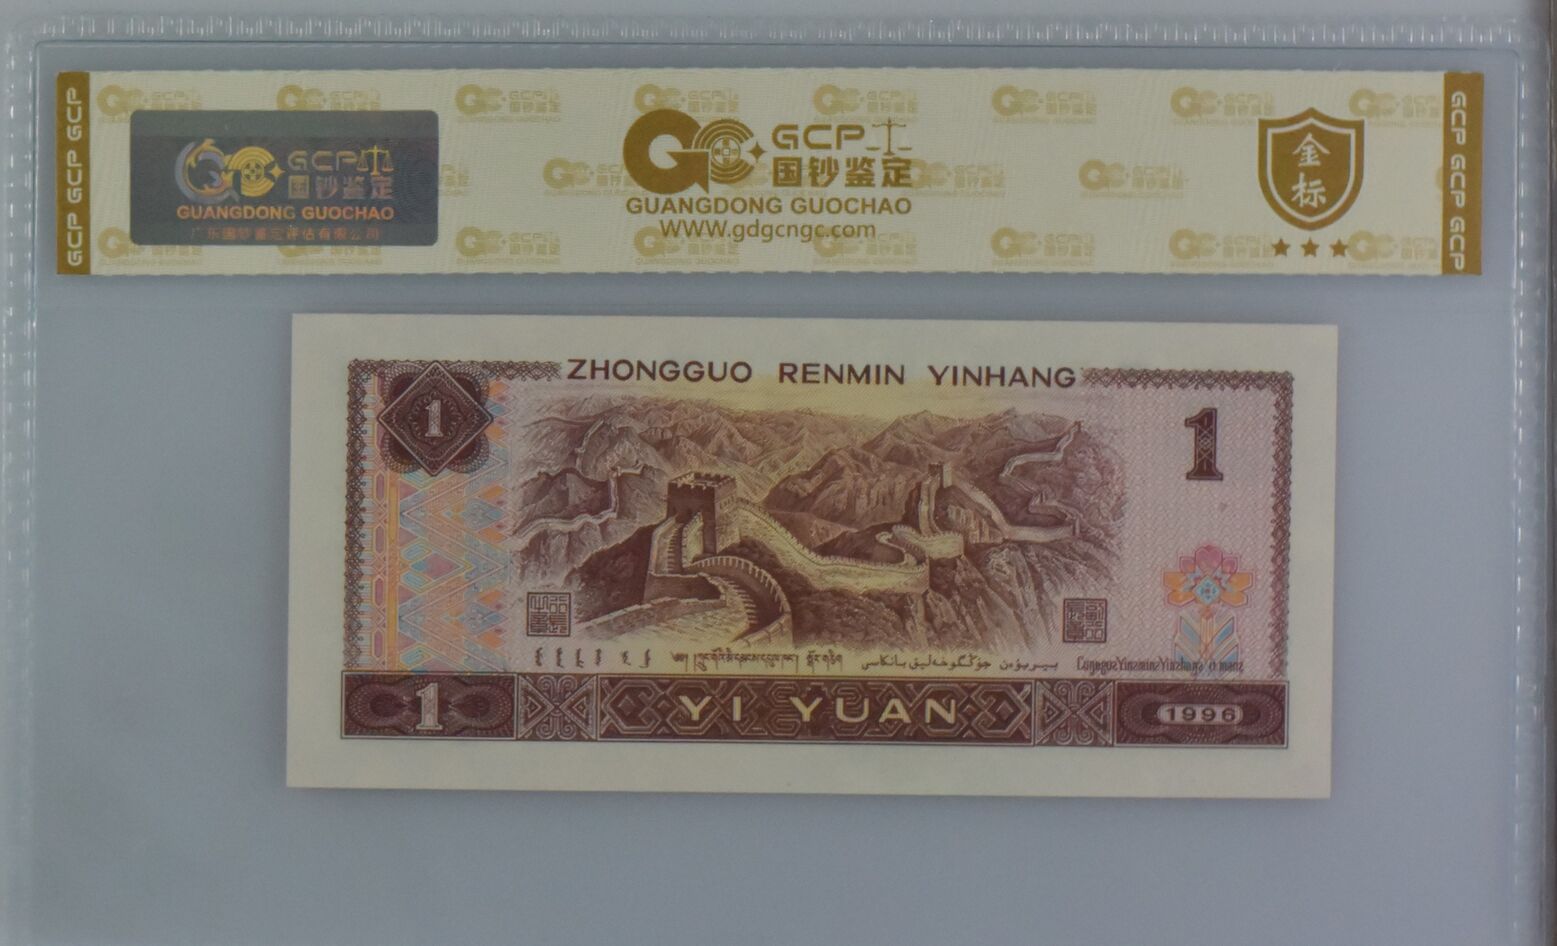 GCP GCP GCP
GCP
国钞鉴定
GUANGDONG GUOCHAO
广东国钞鉴定评估有限公司
GCP
国钞鉴定
GUANGDONG GUOCHAO
WWW.gdgcngc.com
金
标
GCP GCP GCP
ZHONGGUO RENMIN YINHANG
1
1
1
YI YUAN
1996